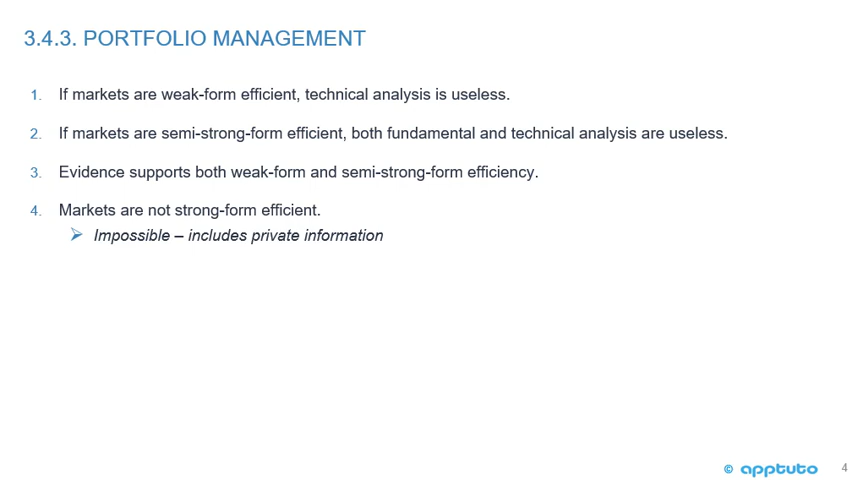 3.4.3. PORTFOLIO MANAGEMENT
1. If markets are weak-form efficient, technical analysis is useless.
2. If markets are semi-strong-form efficient, both fundamental and technical analysis are useless.
3. Evidence supports both weak-form and semi-strong-form efficiency.
4. Markets are not strong-form efficient.
➢ Impossible – includes private information
© apptuto 4